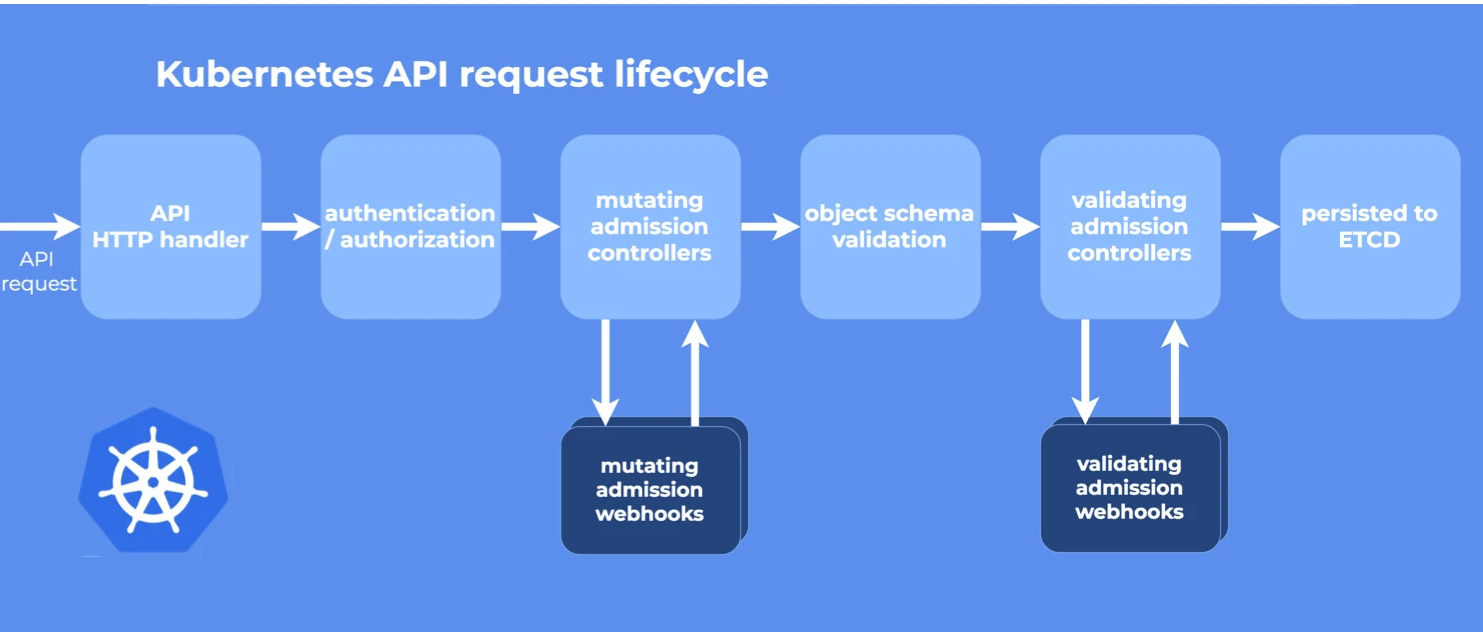 Kubernetes API request lifecycle
API
request
API
HTTP handler
authentication
/ authorization
mutating
admission
controllers
object schema
validation
validating
admission
controllers
persisted to
ETCD
mutating
admission
webhooks
validating
admission
webhooks